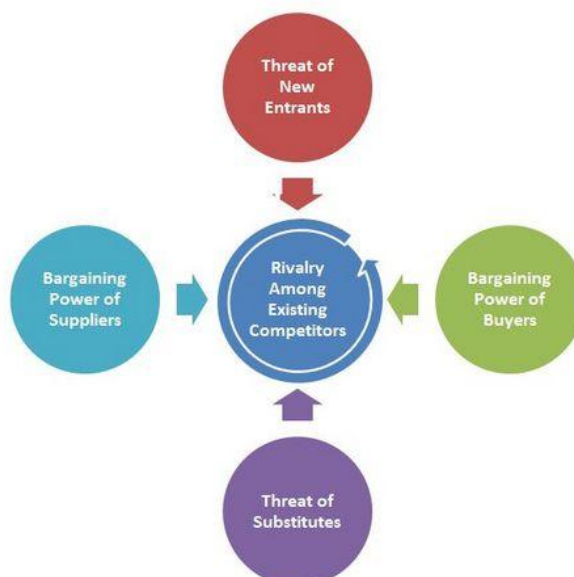 Threat of
New
Entrants
Bargaining
Power of
Suppliers
Rivalry
Among
Existing
Competitors
Bargaining
Power of
Buyers
Threat of
Substitutes